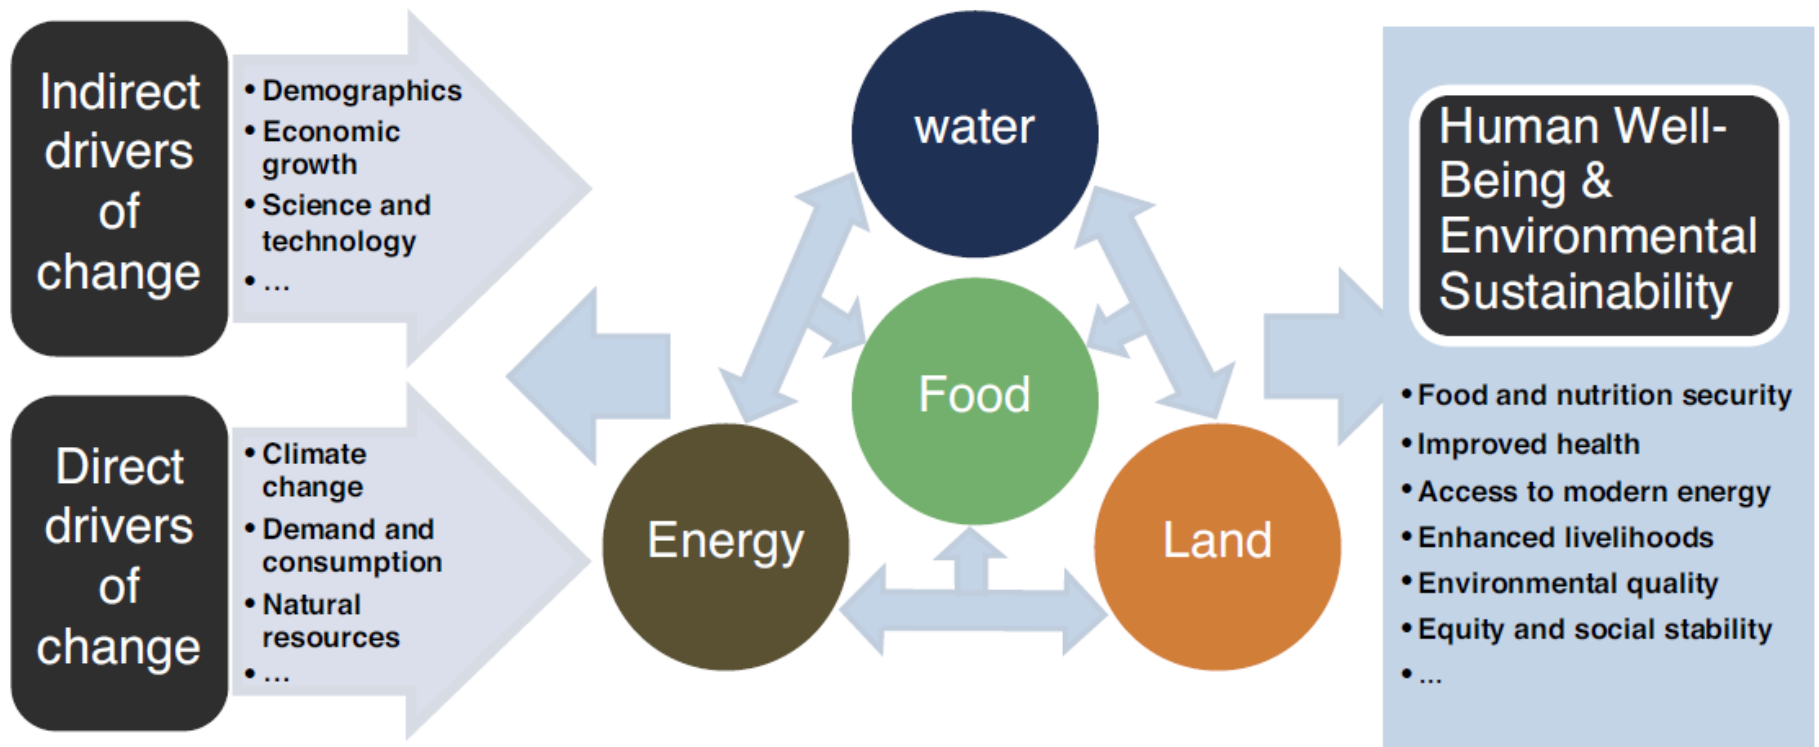 Indirect
drivers
of
change
• Demographics
• Economic
growth
• Science and
technology
• ...
Direct
drivers
of
change
• Climate
change
• Demand and
consumption
• Natural
resources
• ...
water
Food
Energy
Land
Human Well-
Being &
Environmental
Sustainability
• Food and nutrition security
• Improved health
• Access to modern energy
• Enhanced livelihoods
• Environmental quality
• Equity and social stability
• ...